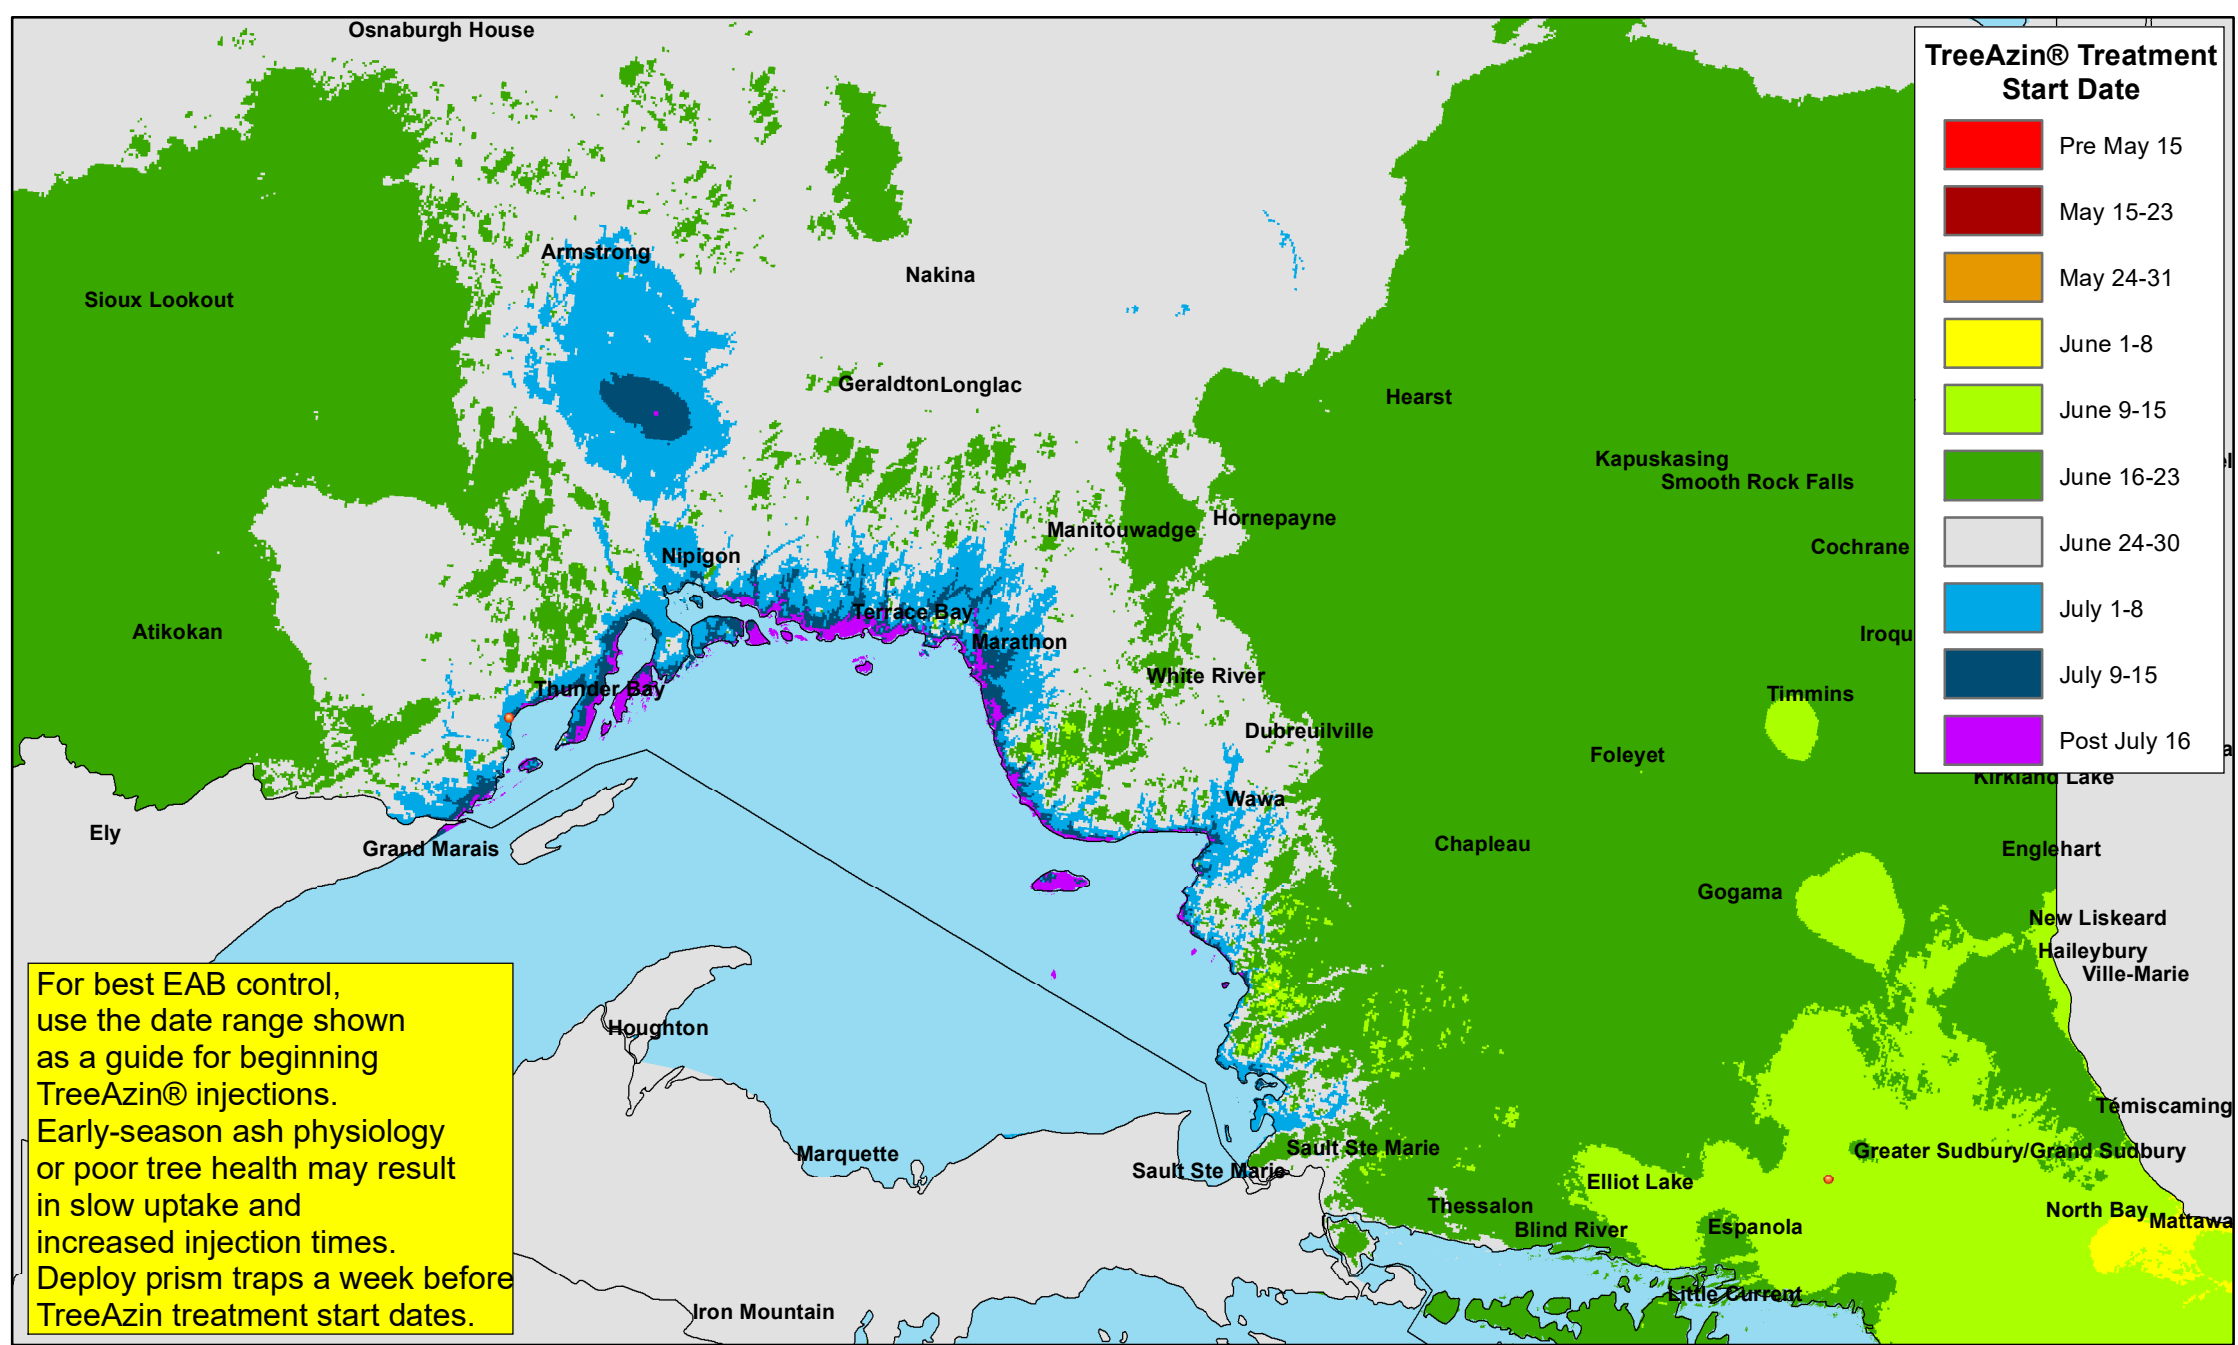 Osnaburgh House
TreeAzin® Treatment
Start Date
Pre May 15
May 15-23
May 24-31
June 1-8
June 9-15
June 16-23
June 24-30
July 1-8
July 9-15
Post July 16
Armstrong
Nakina
Sioux Lookout
Geraldton
Longlac
Hearst
Kapuskasing
Smooth Rock Falls
Hornepayne
Manitouwadge
Cochrane
Nipigon
Terrace Bay
Atikokan
Marathon
Iroqu
White River
Thunder Bay
Timmins
Dubreuilville
Foleyet
Kirkland Lake
Wawa
Ely
Grand Marais
Chapleau
Englehart
Gogama
New Liskeard
Haileybury
Ville-Marie
For best EAB control,
use the date range shown
as a guide for beginning
TreeAzin® injections.
Early-season ash physiology
or poor tree health may result
in slow uptake and
increased injection times.
Deploy prism traps a week before
TreeAzin treatment start dates.
Houghton
Témiscaming
Marquette
Sault Ste Marie
Sault Ste Marie
Greater Sudbury/Grand Sudbury
Elliot Lake
Thessalon
Blind River
Espanola
North Bay
Mattawa
Little Current
Iron Mountain